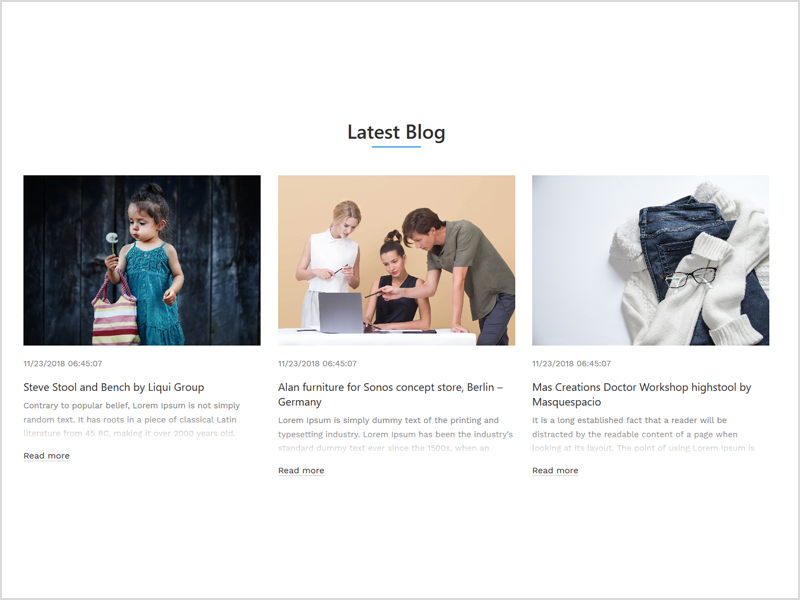 Latest Blog
11/23/2018 06:45:07
Steve Stool and Bench by Liqui Group
Contrary to popular belief, Lorem Ipsum is not simply
random text. It has roots in a piece of classical Latin
literature from 45 BC, making it over 2000 years old.
Read more
11/23/2018 06:45:07
Alan furniture for Sonos concept store, Berlin –
Germany
Lorem Ipsum is simply dummy text of the printing and
typesetting industry. Lorem Ipsum has been the industry's
standard dummy text ever since the 1500s, when an
Read more
11/23/2018 06:45:07
Mas Creations Doctor Workshop highstool by
Masquespacio
It is a long established fact that a reader will be
distracted by the readable content of a page when
looking at its layout. The point of using Lorem Ipsum is
Read more